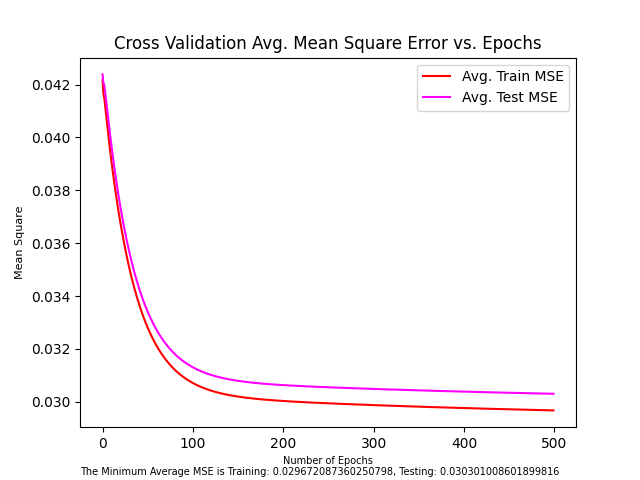 Cross Validation Avg. Mean Square Error vs. Epochs
Avg. Train MSE
Avg. Test MSE
0.042
0.040
0.038
0.036
0.034
0.032
0.030
Mean Square
0 100 200 300 400 500
Number of Epochs
The Minimum Average MSE is Training: 0.029672087360250798, Testing: 0.030301008601899816